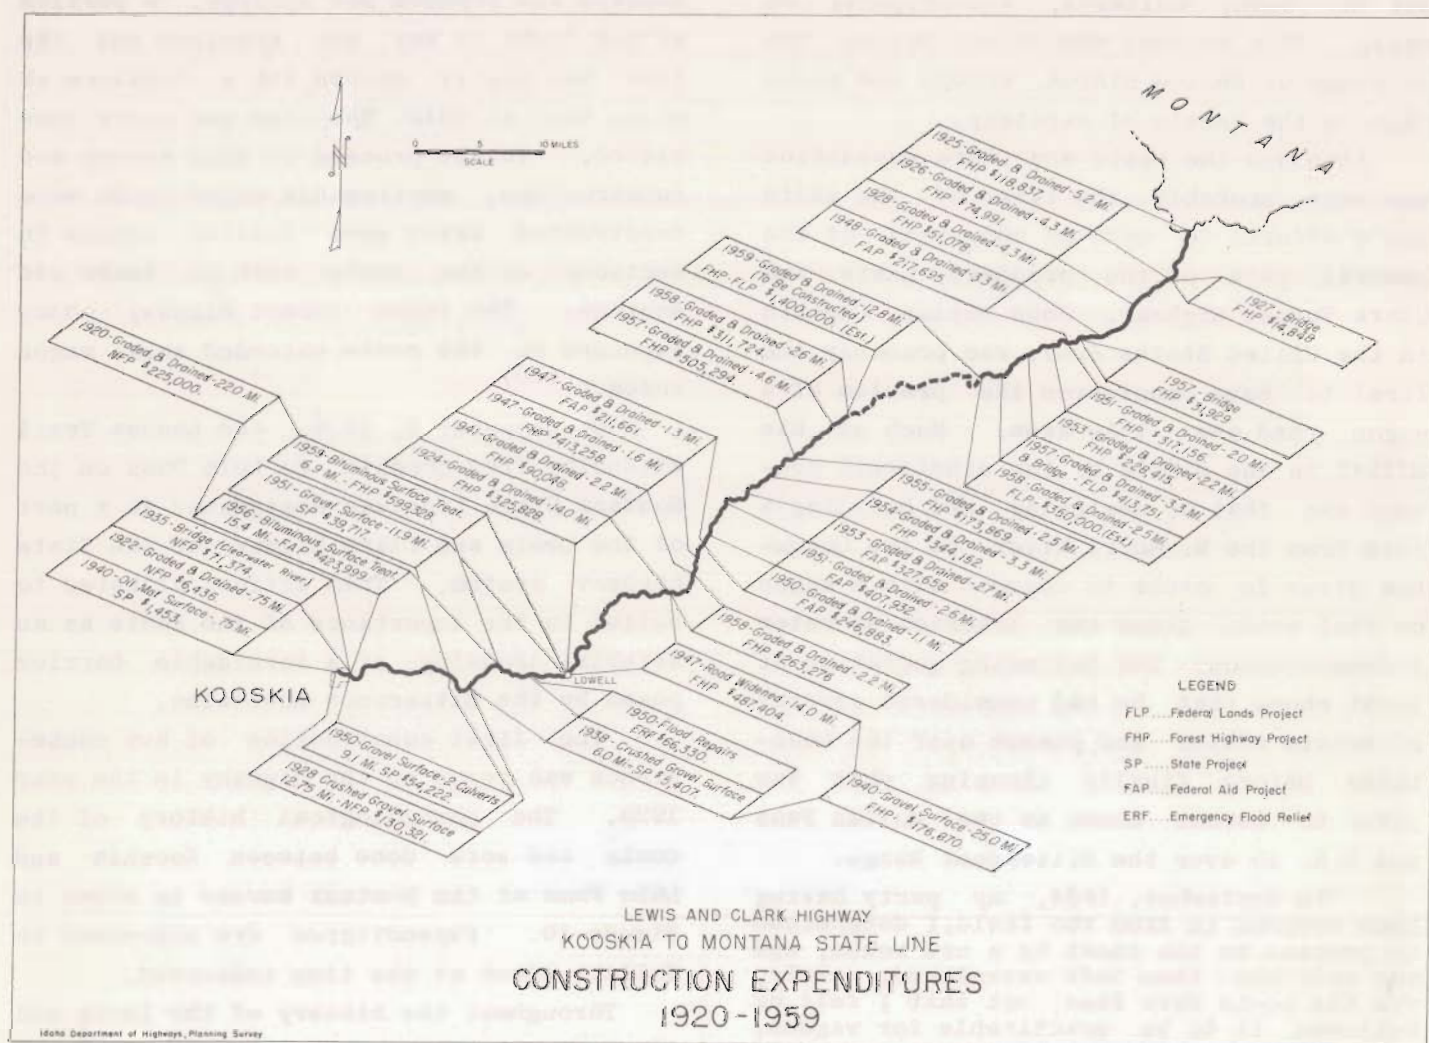 MONTANA
N
0 5 10 MILES
SCALE
1925-Graded & Drained-5.2 Mi.
FHP $118,837.
1926-Graded & Drained-4.3 Mi.
FHP $74,991.
1928-Graded & Drained-4.3 Mi.
FHP $51,078.
1948-Graded & Drained-3.3 Mi.
FAP $217,695.
1927-Bridge
FHP $14,848.
1959-Graded & Drained-12.8 Mi.
(To Be Constructed)
FHP-FLP $1,400,000. (Est.)
1958-Graded & Drained-2.6 Mi.
FHP $311,724.
1957-Graded & Drained-4.6 Mi.
FHP $505,294.
1920-Graded & Drained-22.0 Mi.
NFP $225,000.
1947-Graded & Drained-1.3 Mi.
FAP $211,661.
1947-Graded & Drained-1.6 Mi.
FHP $413,258.
1941-Graded & Drained-2.2 Mi.
FHP $90,048.
1924-Graded & Drained-14.0 Mi.
FHP $325,828.
1958-Bituminous Surface Treat.
6.9 Mi.-FHP $599,328.
1951-Gravel Surface-11.9 Mi.
SP $39,712.
1956-Bituminous Surface Treat.
15.4 Mi.-FAP $423,999.
1935-Bridge (Clearwater River)
NFP $71,374
1922-Graded & Drained-.75 Mi.
NFP $6,436.
1940-Oil Mat Surface-.75 Mi.
SP $1,453.
1957-Bridge
FHP $31,929.
1951-Graded & Drained-2.0 Mi.
FHP $311,156.
1953-Graded & Drained-2.2 Mi.
FHP $228,415.
1957-Graded & Drained-3.3 Mi.
& Bridge-FLP $413,751.
1958-Graded & Drained-2.5 Mi.
FLP-$360,000.(Est.)
1955-Graded & Drained-2.5 Mi.
FHP $173,869.
1954-Graded & Drained-3.3 Mi.
FHP $344,162.
1953-Graded & Drained-2.7 Mi.
FAP $327,658.
1951-Graded & Drained-2.6 Mi.
FAP $401,932.
1950-Graded & Drained-1.1 Mi.
FAP $246,883.
1958-Graded & Drained-2.2 Mi.
FHP $263,276.
1947-Road Widened-14.0 Mi.
FHP $487,404.
KOOSKIA
LOWELL
1950-Flood Repairs
ERF $66,330.
1938-Crushed Gravel Surface
6.0 Mi.-SP $5,407.
1950-Gravel Surface-2 Culverts
9.1 Mi. SP $54,222.
1928 Crushed Gravel Surface
12.75 Mi.-NFP $130,321.
1940-Gravel Surface-25.0 Mi.
FHP-$176,870.
LEGEND
FLP....Federal Lands Project
FHP....Forest Highway Project
SP.....State Project
FAP....Federal Aid Project
ERF....Emergency Flood Relief
LEWIS AND CLARK HIGHWAY
KOOSKIA TO MONTANA STATE LINE
CONSTRUCTION EXPENDITURES
1920-1959
Idaho Department of Highways, Planning Survey